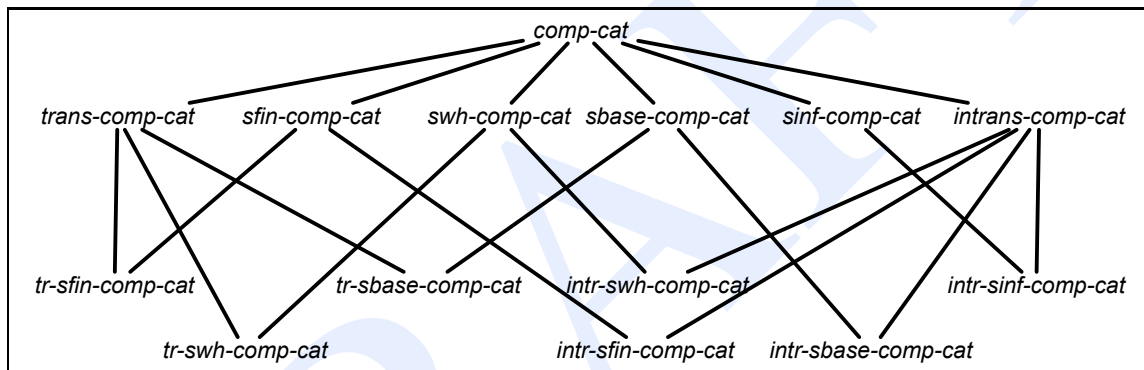 comp-cat
trans-comp-cat sfin-comp-cat swh-comp-cat sbase-comp-cat sinf-comp-cat intrans-comp-cat
tr-sfin-comp-cat tr-sbase-comp-cat intr-swh-comp-cat intr-sinf-comp-cat
tr-swh-comp-cat intr-sfin-comp-cat intr-sbase-comp-cat